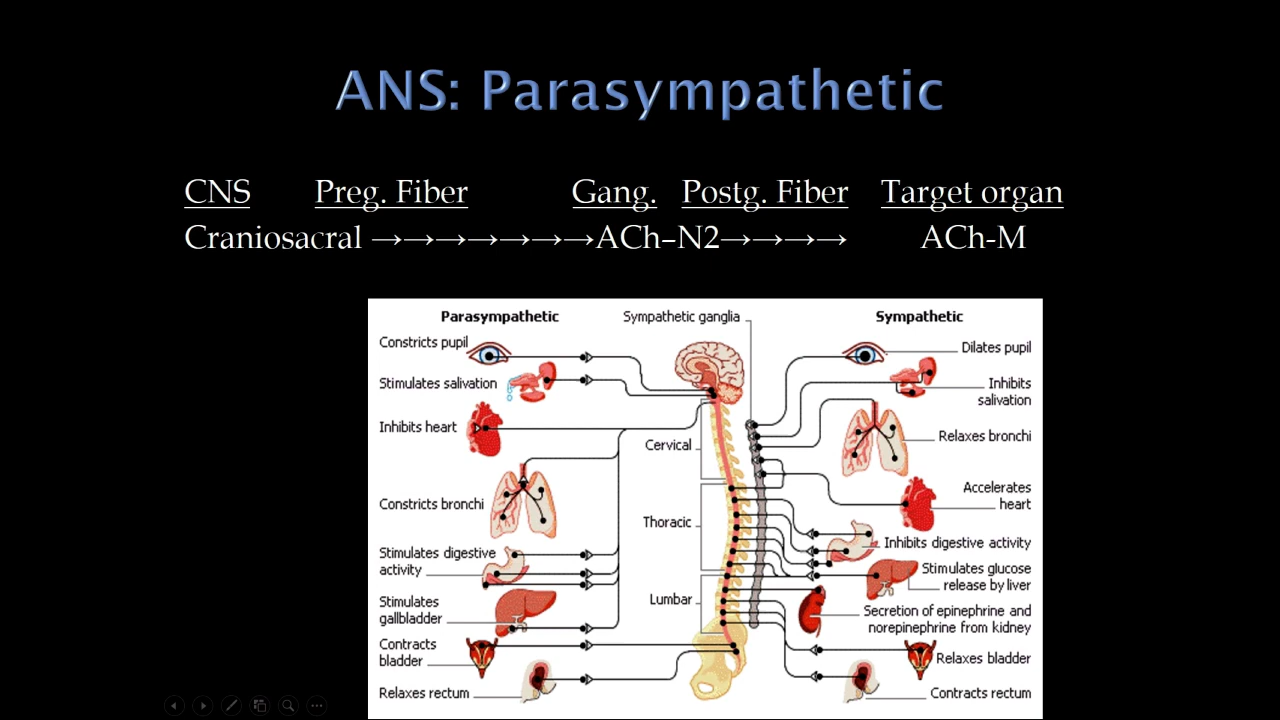 ANS: Parasympathetic
CNS Preg. Fiber Gang. Postg. Fiber Target organ
Craniosacral →→→→→→→ACh–N2→→→→ ACh-M
Parasympathetic
Sympathetic ganglia
Sympathetic
Constricts pupil
Stimulates salivation
Inhibits heart
Constricts bronchi
Stimulates digestive
activity
Stimulates
gallbladder
Contracts
bladder
Relaxes rectum
Cervical
Thoracic
Lumbar
Dilates pupil
Inhibits
salivation
Relaxes bronchi
Accelerates
heart
Inhibits digestive activity
Stimulates glucose
release by liver
Secretion of epinephrine and
norepinephrine from kidney
Relaxes bladder
Contracts rectum